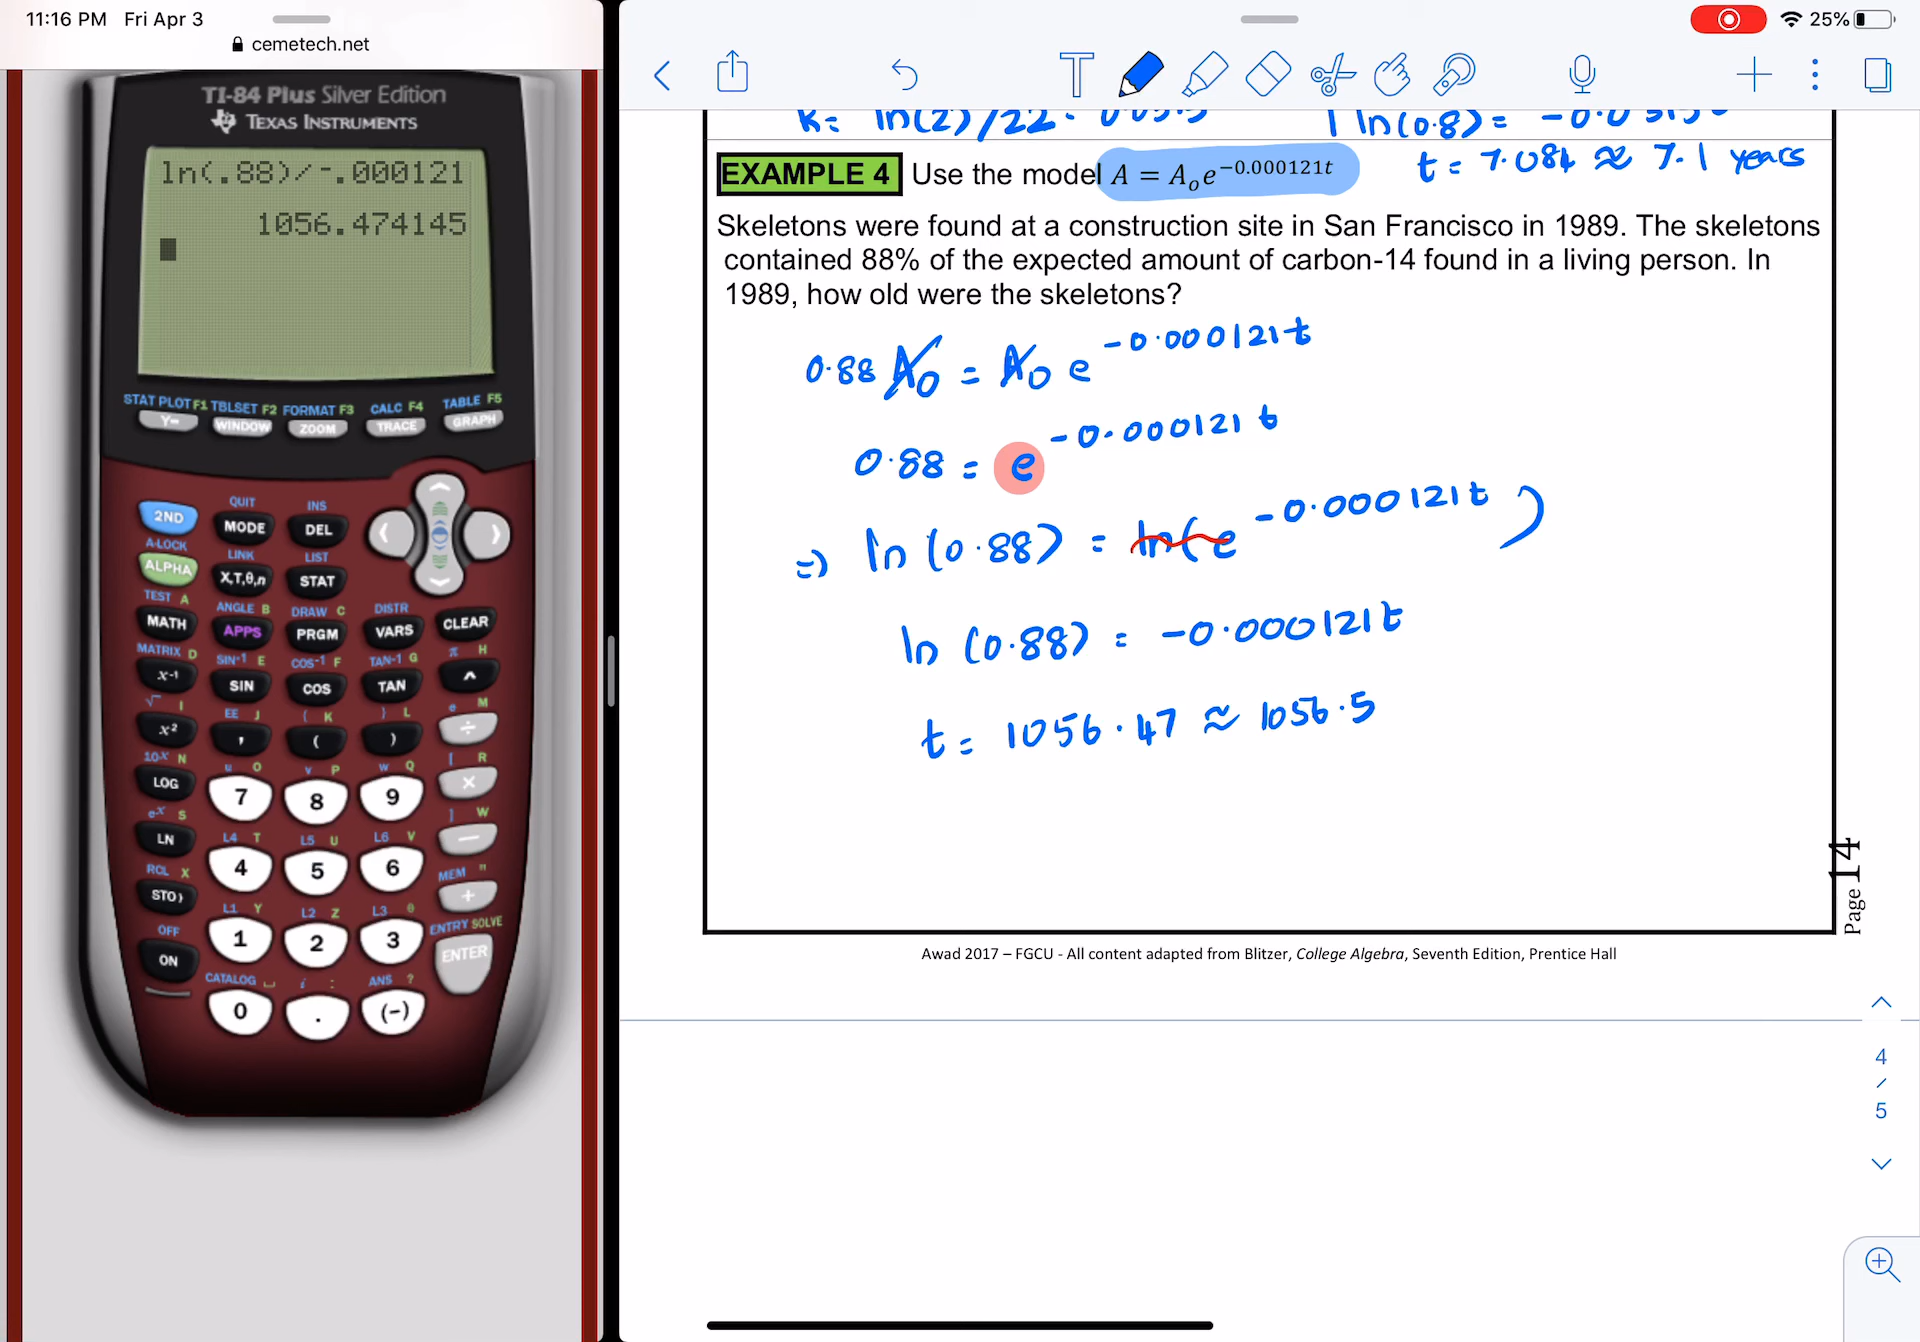 11:16 PM Fri Apr 3
cemetech.net
25%
TI-84 Plus Silver Edition
TEXAS INSTRUMENTS
ln(.88)/-.000121
1056.474145
STAT PLOT F1 TBLSET F2 FORMAT F3 CALC F4 TABLE F5
Y= WINDOW ZOOM TRACE GRAPH
QUIT INS
2ND MODE DEL
A-LOCK LINK LIST
ALPHA X,T,θ,n STAT
TEST A ANGLE B DRAW C DISTR
MATH APPS PRGM VARS CLEAR
MATRIX D SIN-1 E COS-1 F TAN-1 G π H
x-1 SIN COS TAN ^
√ I EE J { K } L e M
x² , ( ) ÷
10x N u O v P w Q [ R
LOG 7 8 9 ×
ex S L4 T L5 U L6 V ] W
LN 4 5 6 −
RCL X L1 Y L2 Z L3 θ MEM "
STO› 1 2 3 +
OFF CATALOG i : ANS ? ENTRY SOLVE
ON 0 . (-) ENTER
ln(0.8) =
t = 7.084 ≈ 7.1 years
EXAMPLE 4 Use the model A = Aₒe^−0.000121t
Skeletons were found at a construction site in San Francisco in 1989. The skeletons
contained 88% of the expected amount of carbon-14 found in a living person. In
1989, how old were the skeletons?
0.88 A₀ = A₀ e^-0.000121t
0.88 = e^-0.000121t
=> ln (0.88) = ln(e^-0.000121t)
ln (0.88) = -0.000121t
t = 1056.47 ≈ 1056.5
Page 14
Awad 2017 – FGCU - All content adapted from Blitzer, College Algebra, Seventh Edition, Prentice Hall
4
/
5